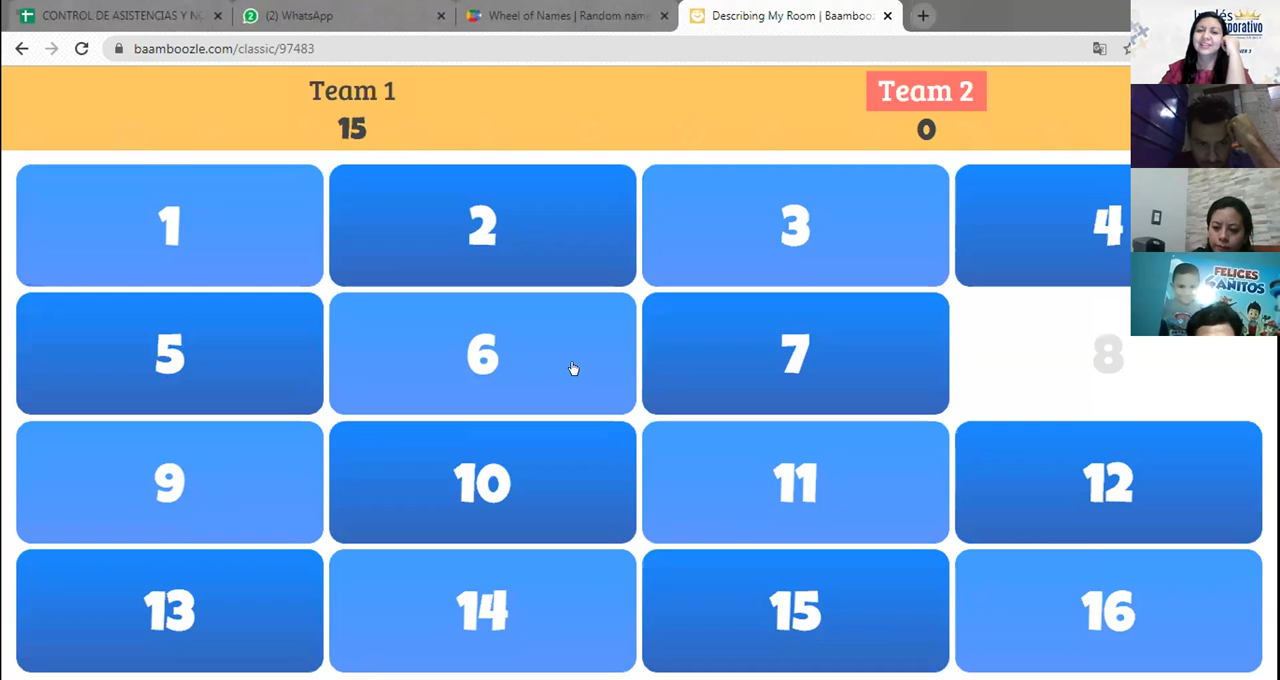 CONTROL DE ASISTENCIAS Y N
(2) WhatsApp
Wheel of Names | Random name
Describing My Room | Baambooz
baamboozle.com/classic/97483
Team 1
15
Team 2
0
1 2 3 4
5 6 7 8
9 10 11 12
13 14 15 16
FELICES
AÑITOS